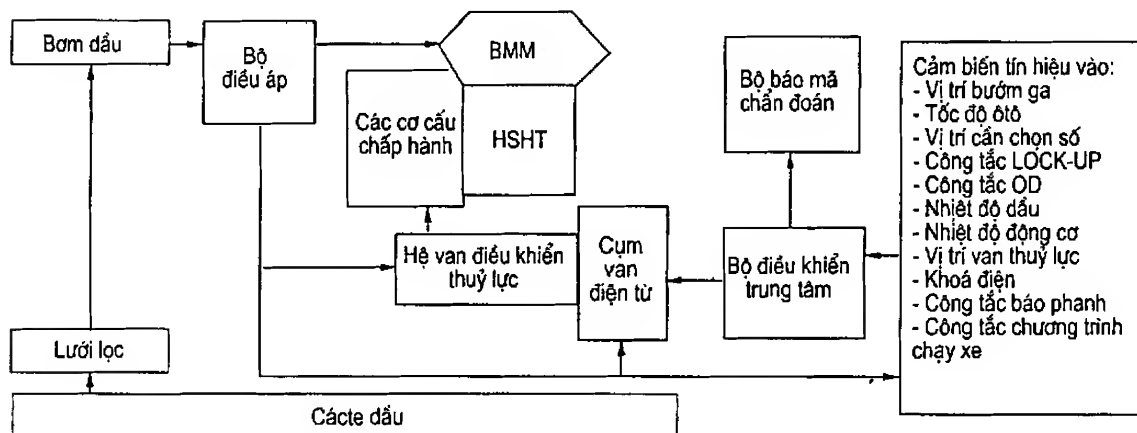 Bơm dầu
Bộ
điều áp
BMM
Các cơ cấu
chấp hành
HSHT
Bộ báo mã
chẩn đoán
Cảm biến tín hiệu vào:
- Vị trí bướm ga
- Tốc độ ôtô
- Vị trí cần chọn số
- Công tắc LOCK-UP
- Công tắc OD
- Nhiệt độ dầu
- Nhiệt độ động cơ
- Vị trí van thuỷ lực
- Khoá điện
- Công tắc báo phanh
- Công tắc chương trình
chạy xe
Hệ van điều khiển
thuỷ lực
Cụm
van
điện từ
Bộ điều khiển
trung tâm
Lưới lọc
Cácte dầu